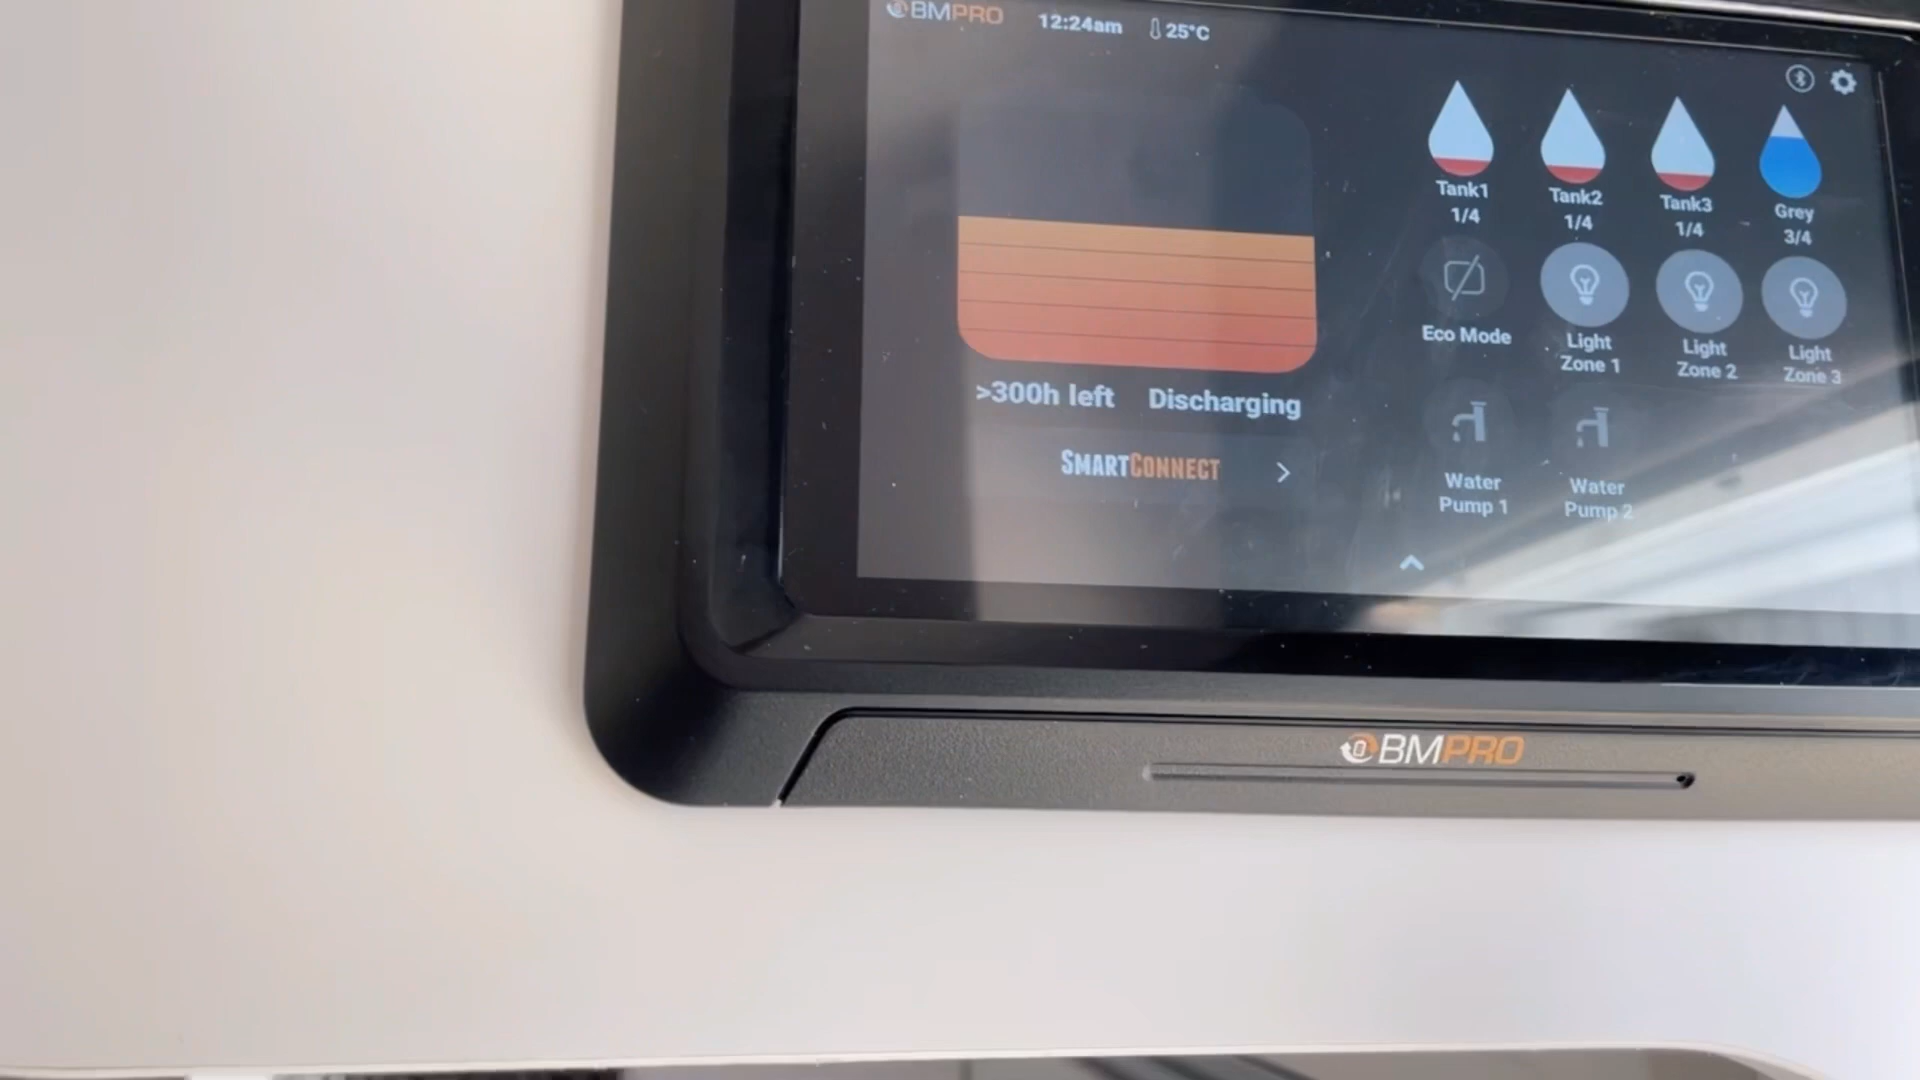 BMPRO 12:24am 25°C
Tank1
1/4
Tank2
1/4
Tank3
1/4
Grey
3/4
Eco Mode
Light
Zone 1
Light
Zone 2
Light
Zone 3
>300h left Discharging
SMARTCONNECT
Water
Pump 1
Water
Pump 2
BMPRO